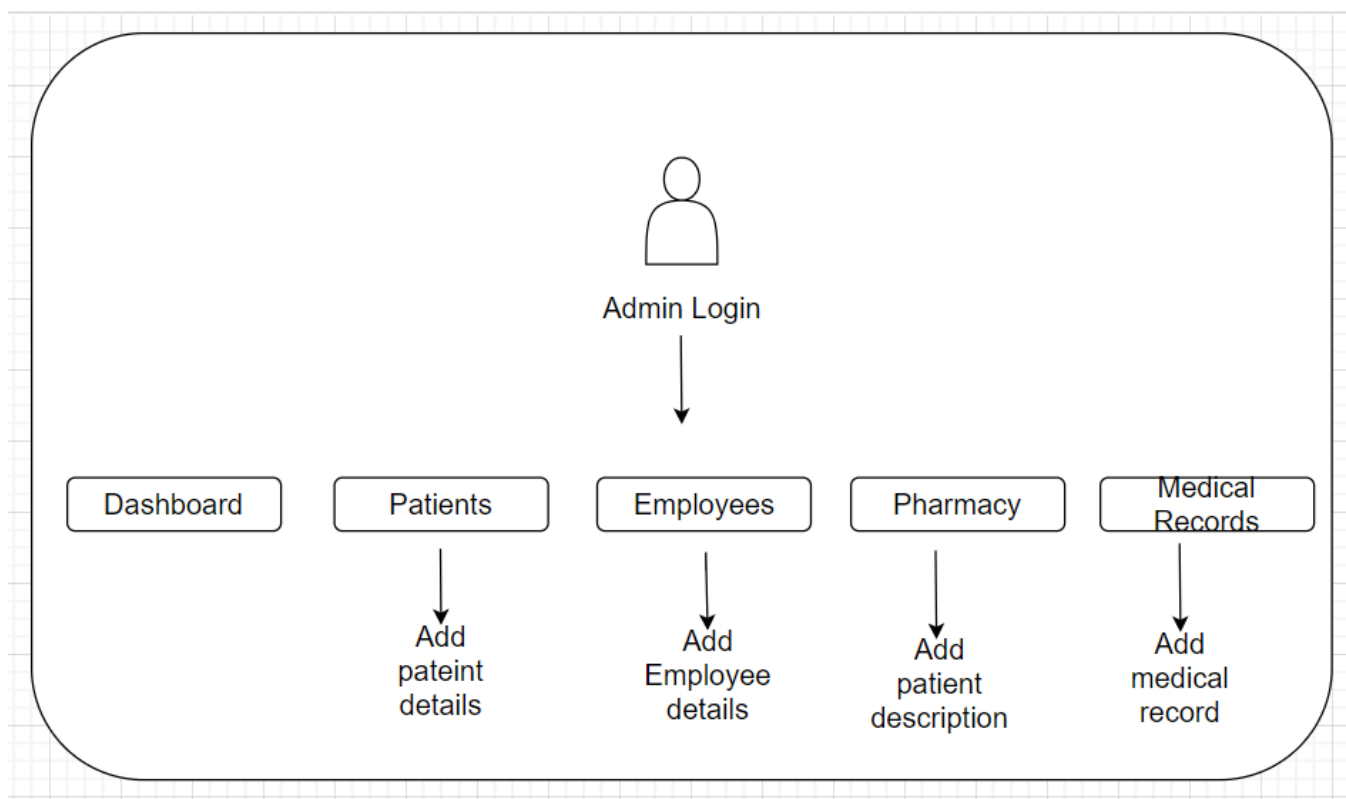 Admin Login
Dashboard
Patients
Employees
Pharmacy
Medical
Records
Add
pateint
details
Add
Employee
details
Add
patient
description
Add
medical
record